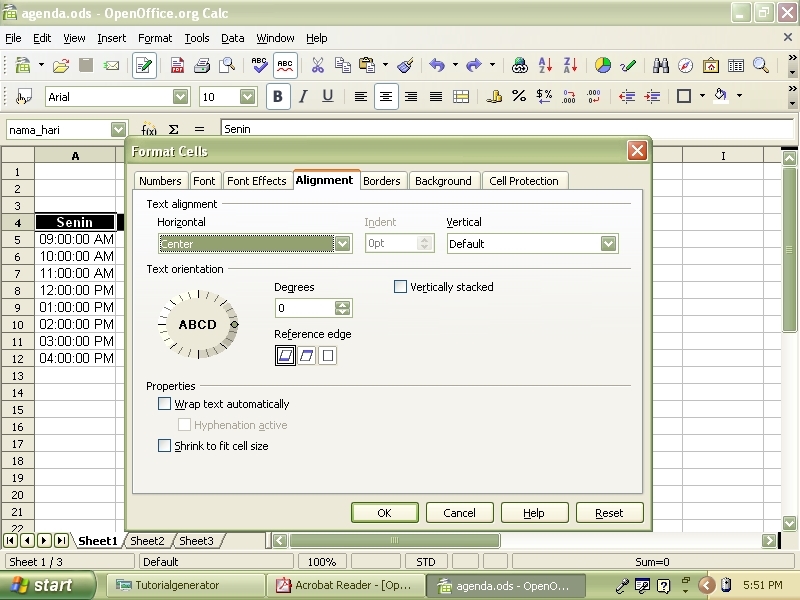 agenda.ods - OpenOffice.org Calc
File Edit View Insert Format Tools Data Window Help
ABC ABC
Arial 10 B I U
nama_hari f(x) Σ = Senin
Format Cells
Numbers Font Font Effects Alignment Borders Background Cell Protection
A I
1
2
3
4 Senin
5 09:00:00 AM
6 10:00:00 AM
7 11:00:00 AM
8 12:00:00 PM
9 01:00:00 PM
10 02:00:00 PM
11 03:00:00 PM
12 04:00:00 PM
13
14
15
16
17
18
19
20
21
22
Text alignment
Horizontal Indent Vertical
Center 0pt Default
Text orientation
Degrees Vertically stacked
ABCD 0
Reference edge
Properties
Wrap text automatically
Hyphenation active
Shrink to fit cell size
OK Cancel Help Reset
Sheet1 Sheet2 Sheet3
Sheet 1 / 3 Default 100% STD Sum=0
start Tutorialgenerator Acrobat Reader - [Op... agenda.ods - OpenO... 5:51 PM